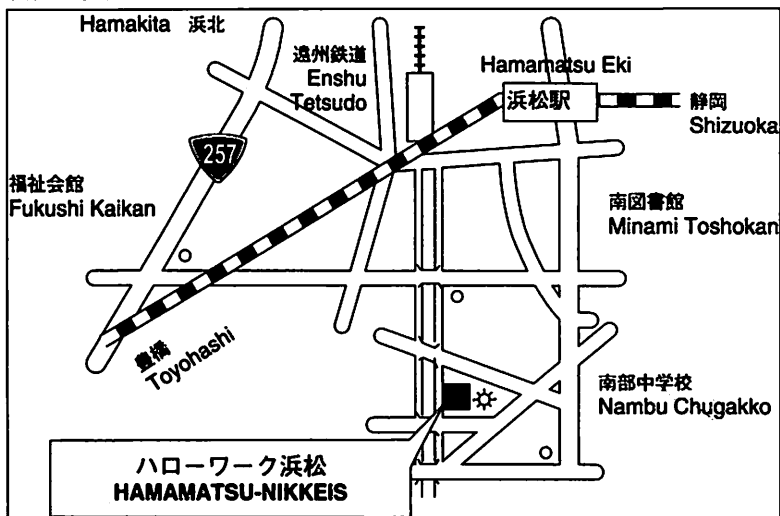 Hamakita 浜北
遠州鉄道
Enshu
Tetsudo
Hamamatsu Eki
浜松駅
静岡
Shizuoka
257
福祉会館
Fukushi Kaikan
南図書館
Minami Toshokan
豊橋
Toyohashi
南部中学校
Nambu Chugakko
ハローワーク浜松
HAMAMATSU-NIKKEIS